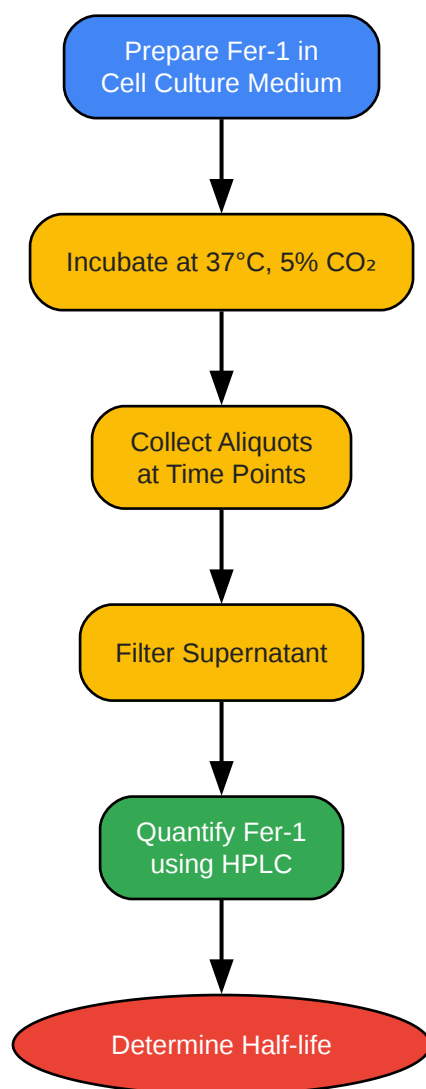 Prepare Fer-1 in
Cell Culture Medium
Incubate at 37°C, 5% CO₂
Collect Aliquots
at Time Points
Filter Supernatant
Quantify Fer-1
using HPLC
Determine Half-life